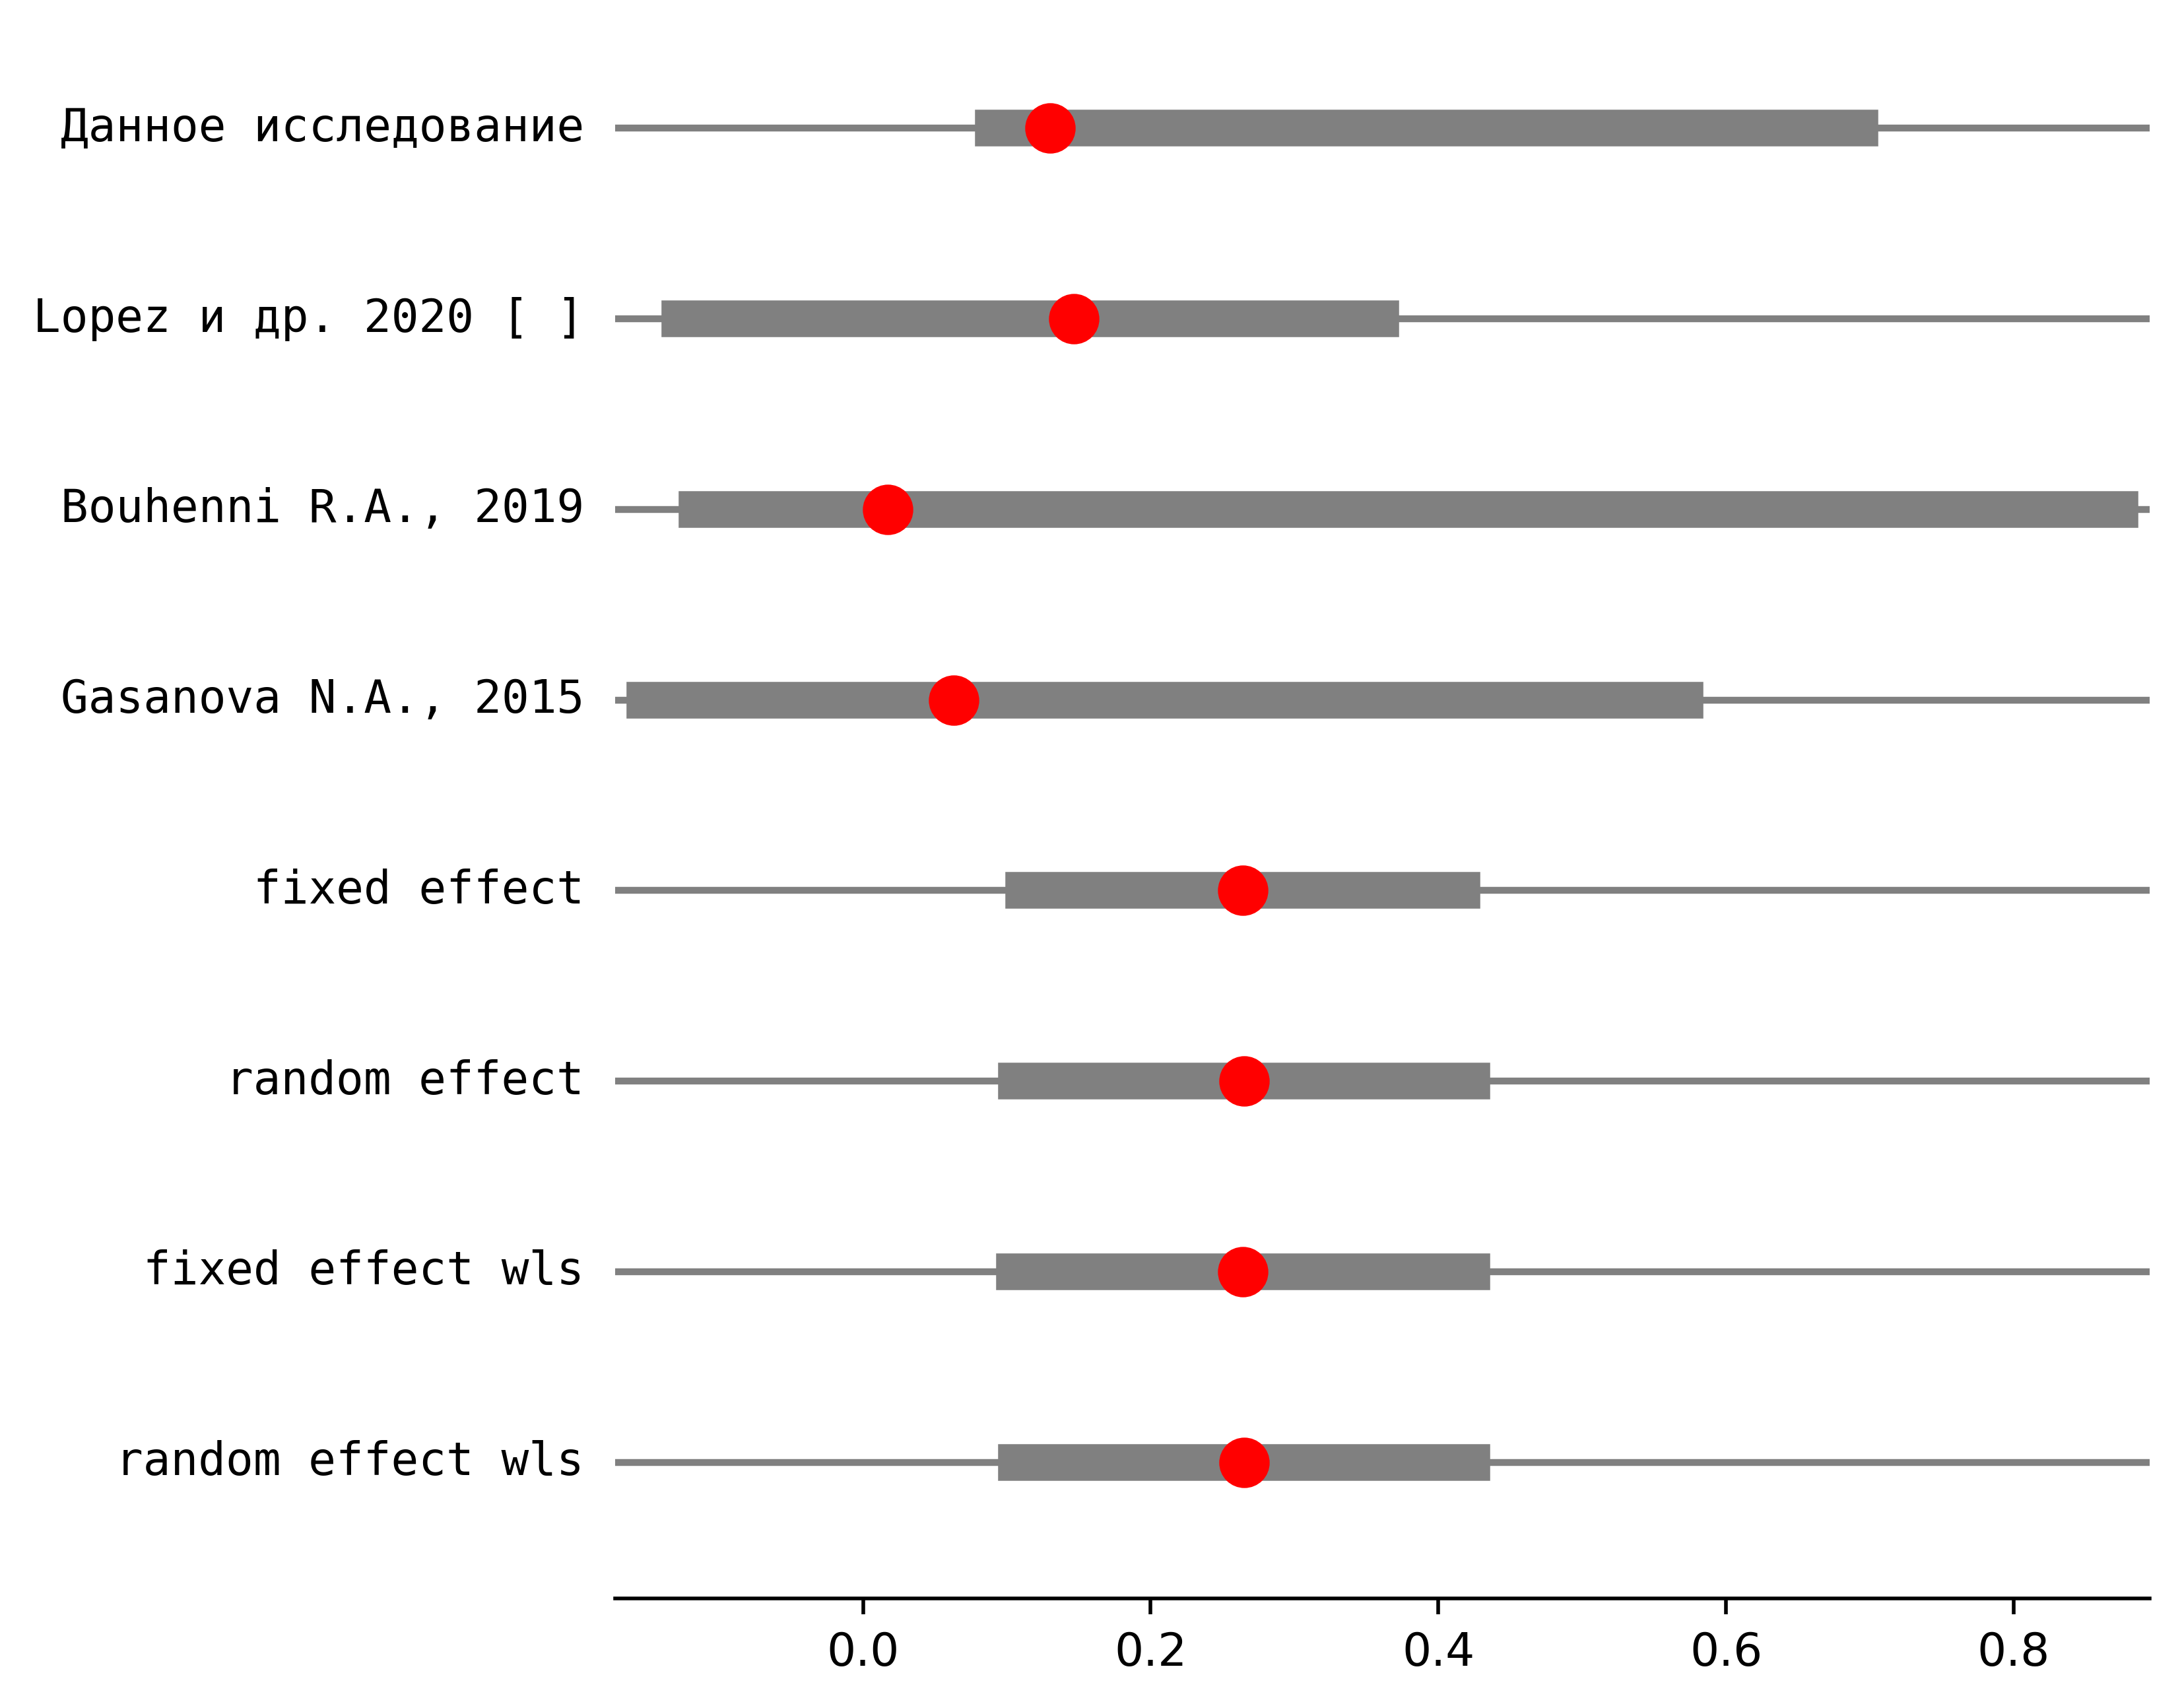 Данное исследование
Lopez и др. 2020 [ ]
Bouhenni R.A., 2019
Gasanova N.A., 2015
fixed effect
random effect
fixed effect wls
random effect wls
0.0 0.2 0.4 0.6 0.8